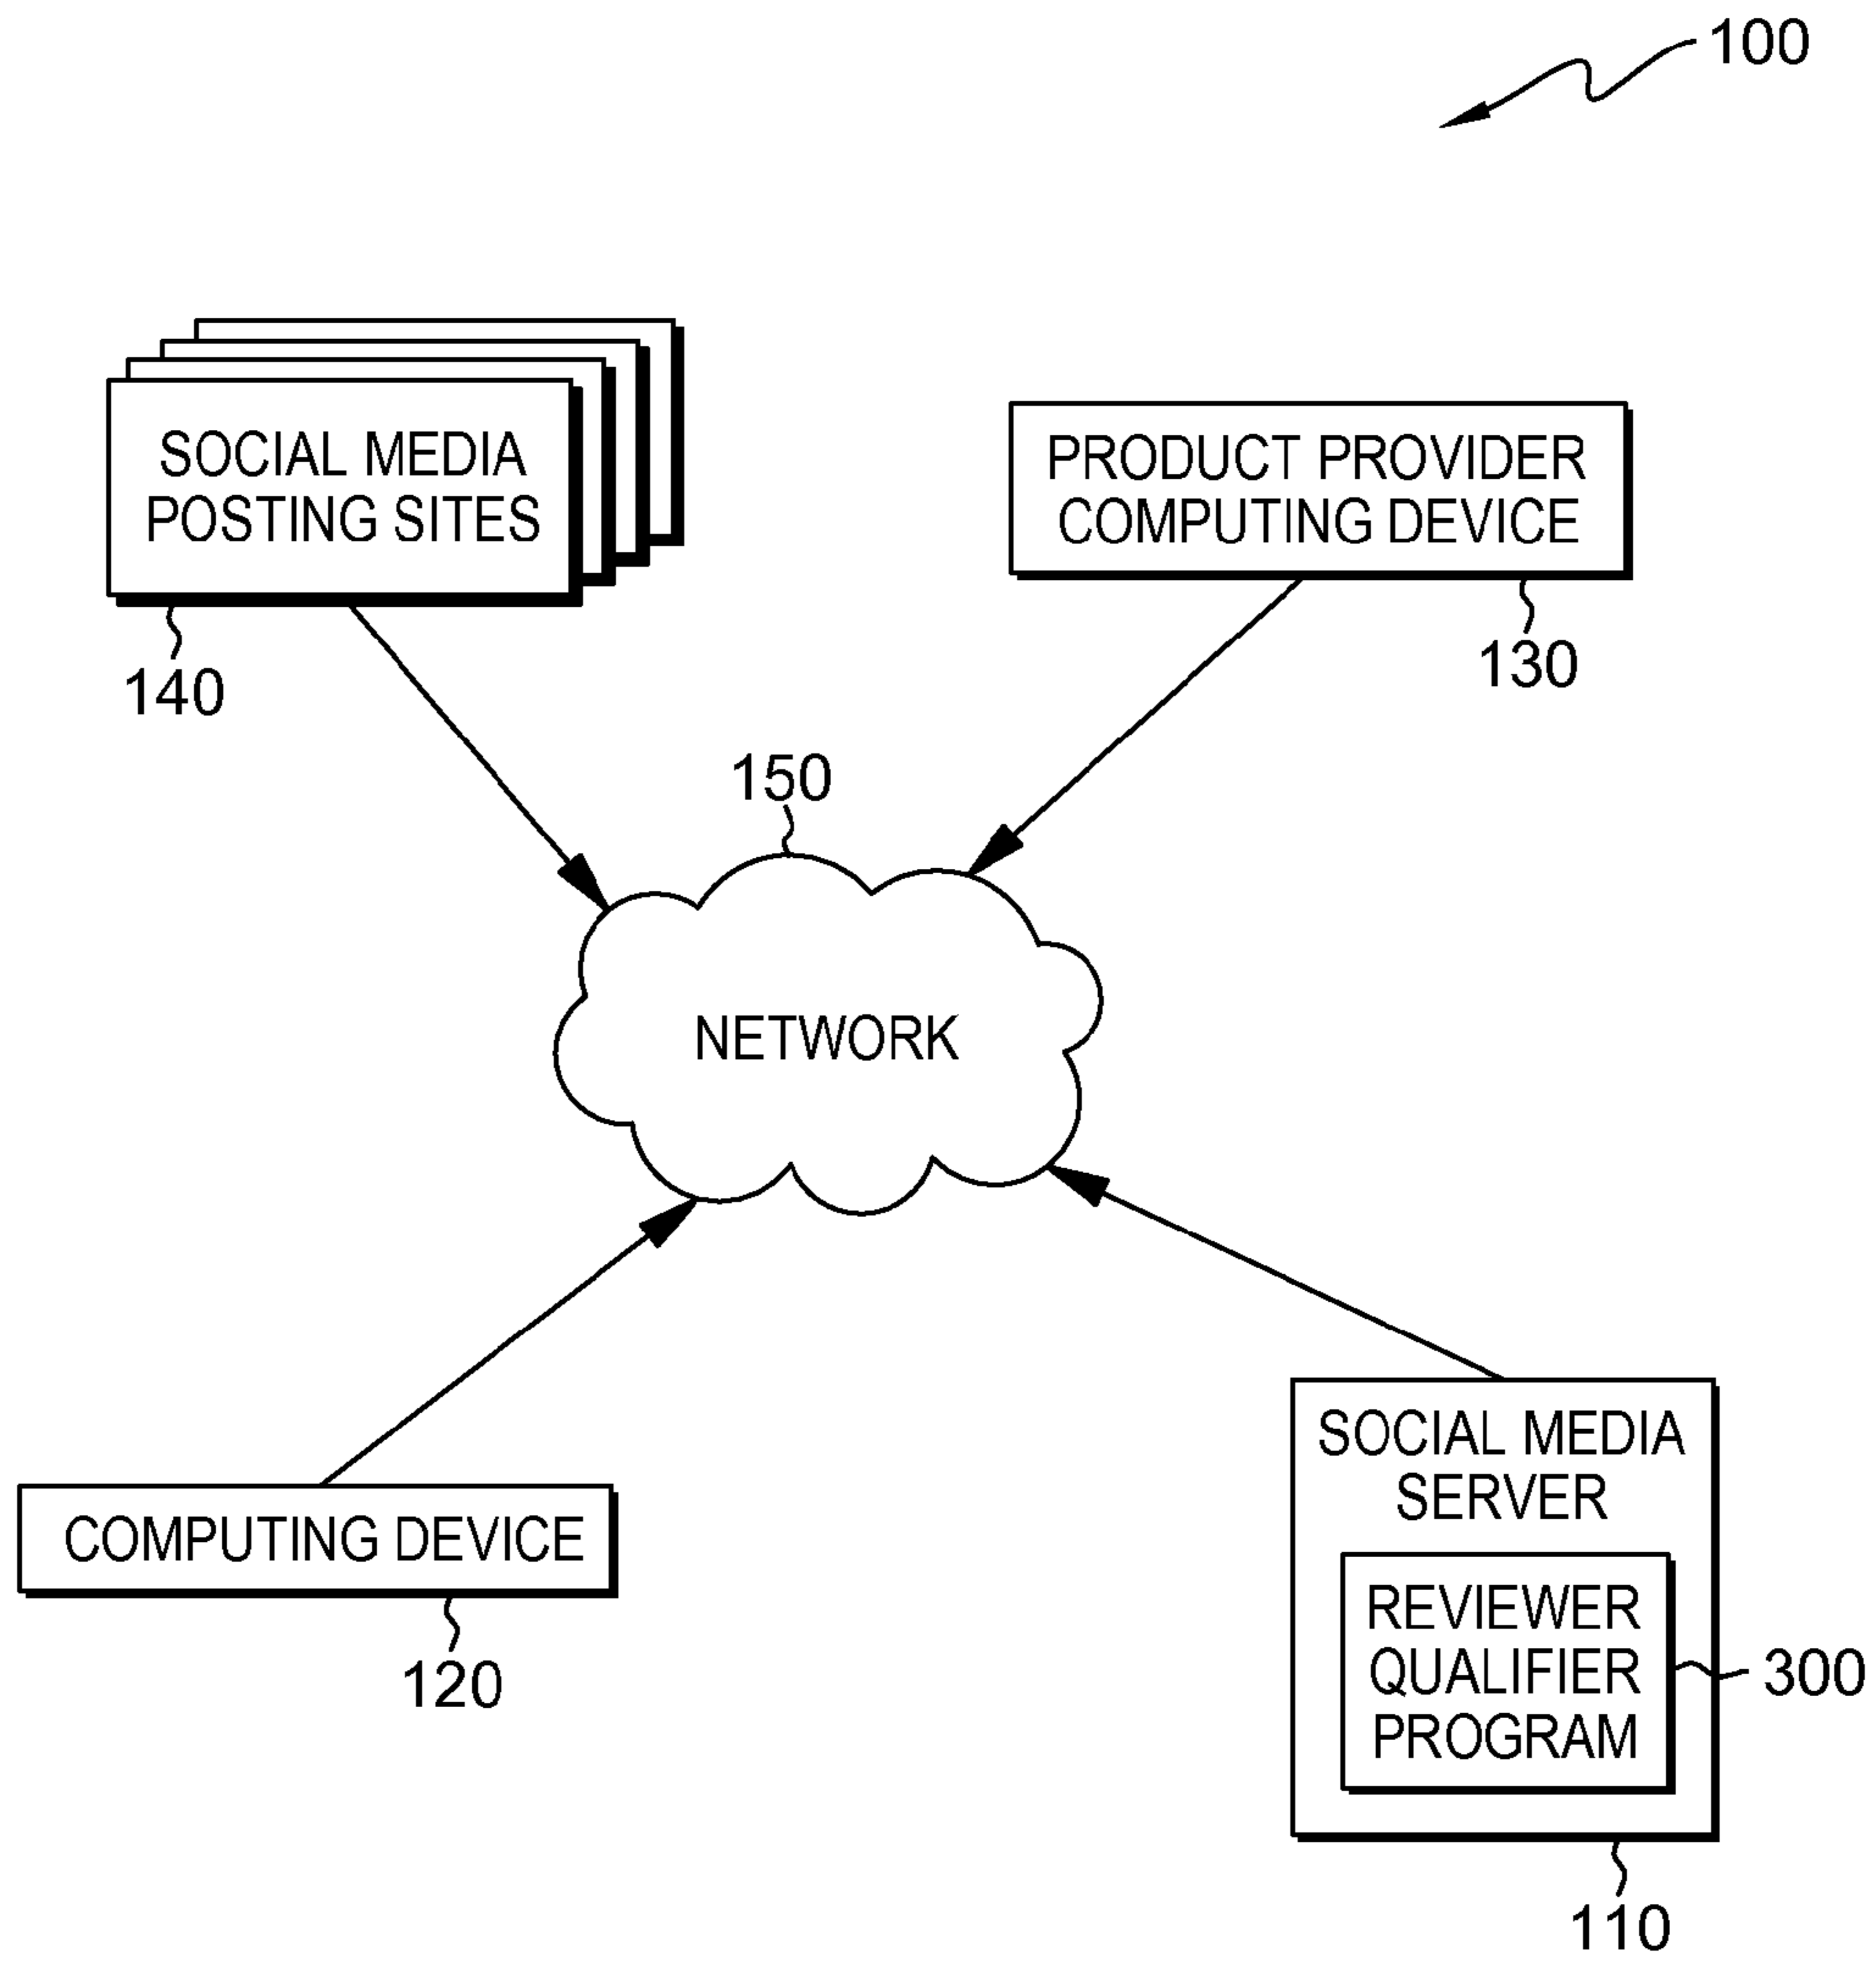 100
SOCIAL MEDIA
POSTING SITES
140
PRODUCT PROVIDER
COMPUTING DEVICE
130
150
NETWORK
COMPUTING DEVICE
120
SOCIAL MEDIA
SERVER
REVIEWER
QUALIFIER
PROGRAM
300
110